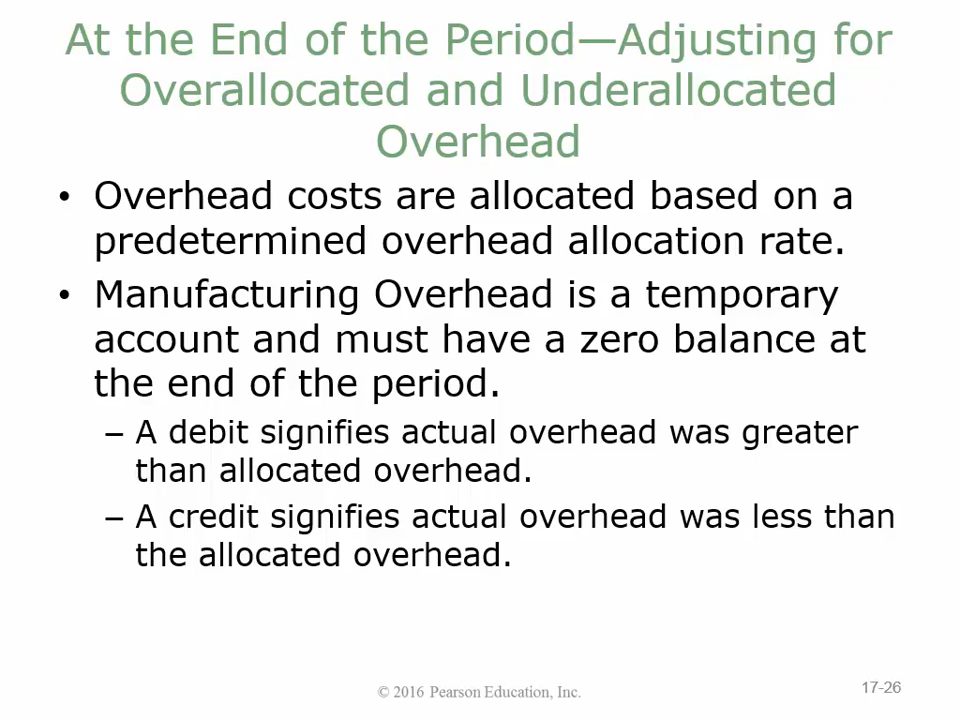 At the End of the Period—Adjusting for
Overallocated and Underallocated
Overhead
• Overhead costs are allocated based on a
predetermined overhead allocation rate.
• Manufacturing Overhead is a temporary
account and must have a zero balance at
the end of the period.
– A debit signifies actual overhead was greater
than allocated overhead.
– A credit signifies actual overhead was less than
the allocated overhead.
© 2016 Pearson Education, Inc.
17-26